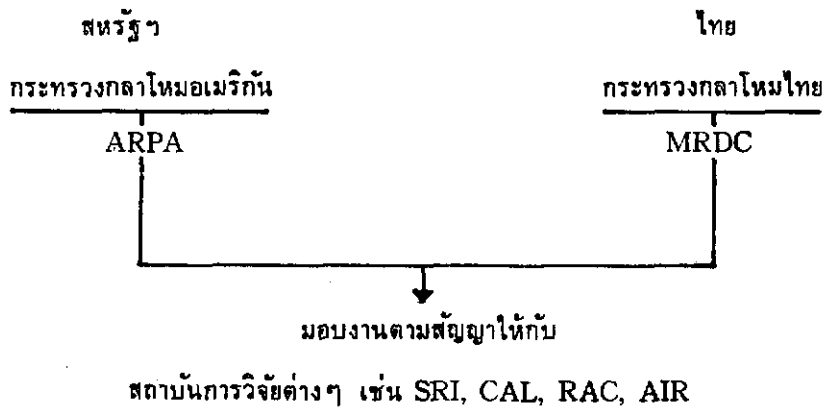 สหรัฐฯ ไทย
กระทรวงกลาโหมอเมริกัน กระทรวงกลาโหมไทย
ARPA MRDC
มอบงานตามสัญญาให้กับ
สถาบันการวิจัยต่างๆ เช่น SRI, CAL, RAC, AIR